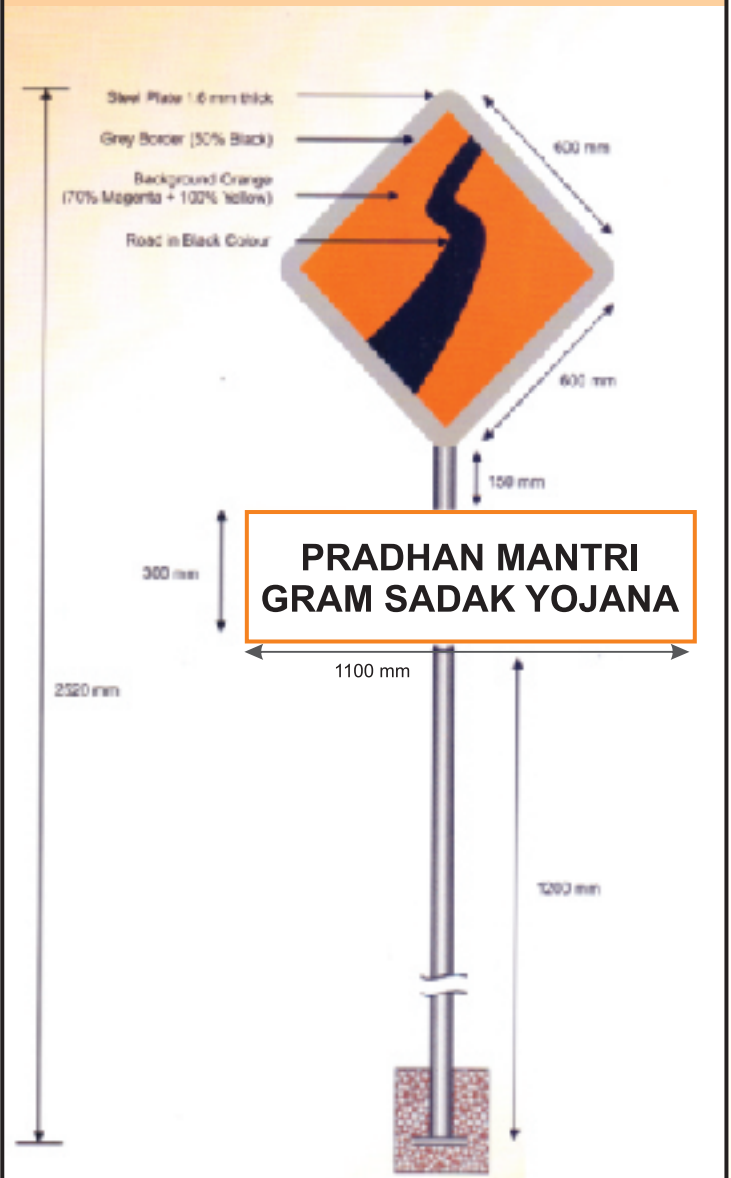 Steel Plate 1.6 mm thick
Grey Border (50% Black)
Background Orange
(70% Magenta + 100% Yellow)
Road in Black Colour
600 mm
600 mm
150 mm
300 mm
PRADHAN MANTRI
GRAM SADAK YOJANA
1100 mm
2520 mm
1200 mm